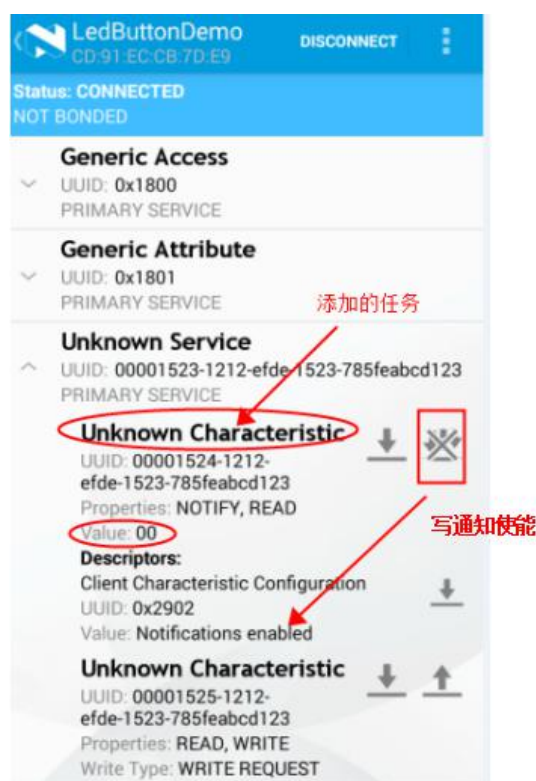 LedButtonDemo
DISCONNECT
CD:91:EC:CB:7D:E9
Status: CONNECTED
NOT BONDED
Generic Access
UUID: 0x1800
PRIMARY SERVICE
Generic Attribute
UUID: 0x1801
PRIMARY SERVICE
添加的任务
Unknown Service
UUID: 00001523-1212-efde-1523-785feabcd123
PRIMARY SERVICE
Unknown Characteristic
UUID: 00001524-1212-
efde-1523-785feabcd123
Properties: NOTIFY, READ
写通知使能
Value: 00
Descriptors:
Client Characteristic Configuration
UUID: 0x2902
Value: Notifications enabled
Unknown Characteristic
UUID: 00001525-1212-
efde-1523-785feabcd123
Properties: READ, WRITE
Write Type: WRITE REQUEST